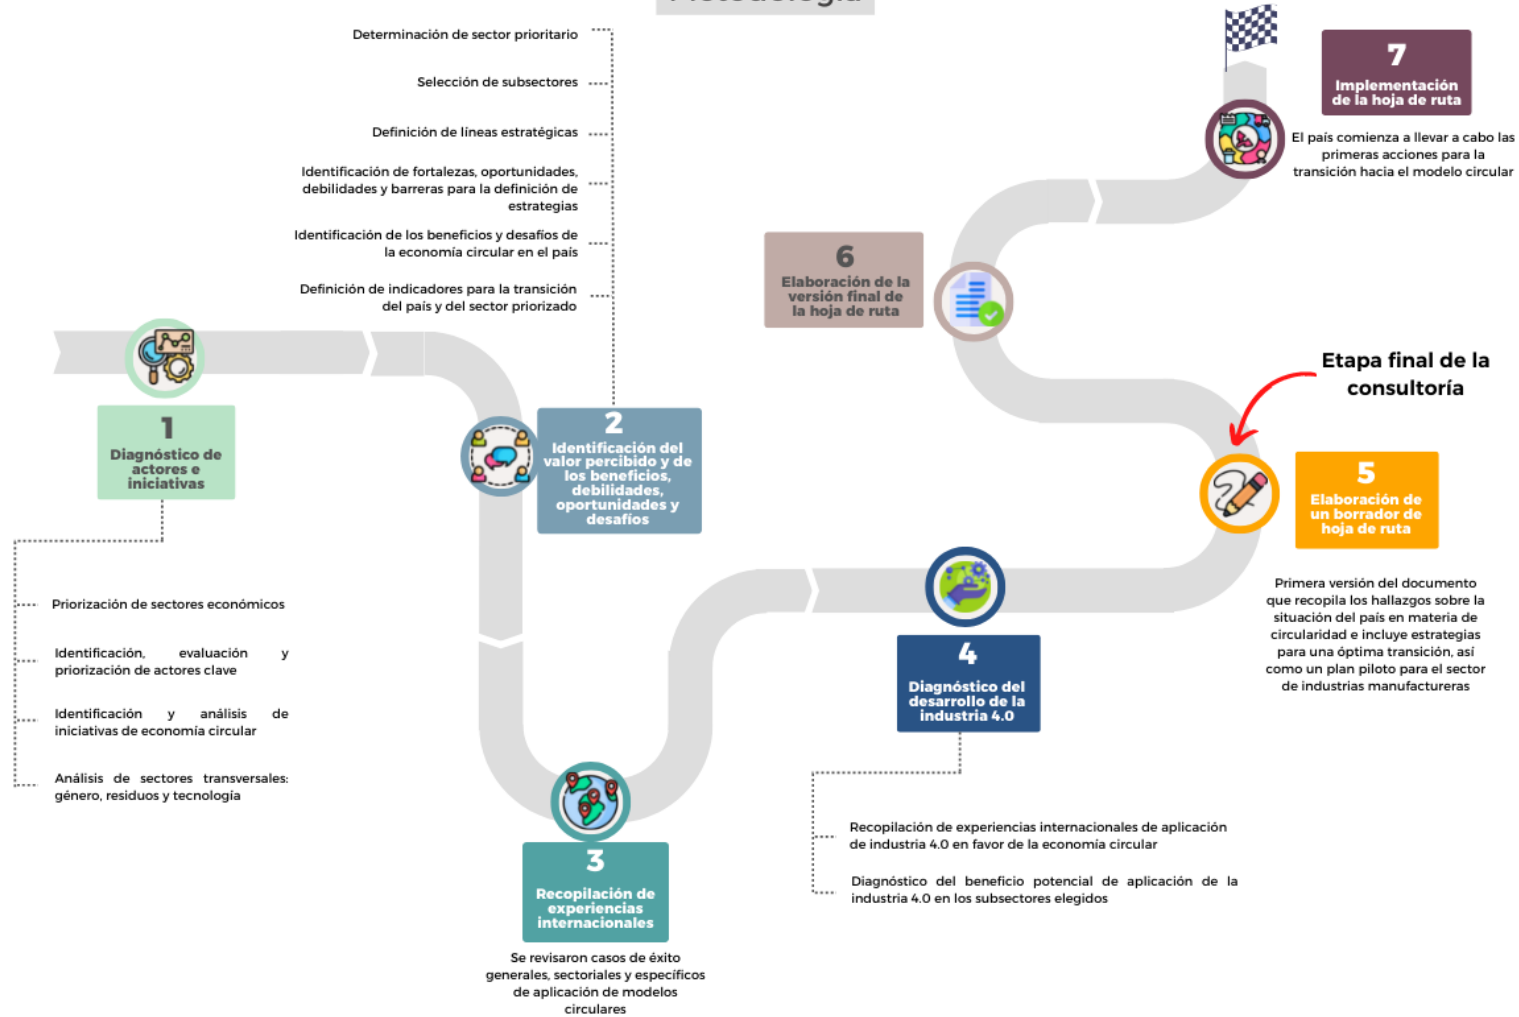 Metodología
Determinación de sector prioritario
Selección de subsectores
Definición de líneas estratégicas
Identificación de fortalezas, oportunidades,
debilidades y barreras para la definición de
estrategias
Identificación de los beneficios y desafíos de
la economía circular en el país
Definición de indicadores para la transición
del país y del sector priorizado
1
Diagnóstico de
actores e
iniciativas
Priorización de sectores económicos
Identificación, evaluación y
priorización de actores clave
Identificación y análisis de
iniciativas de economía circular
Análisis de sectores transversales:
género, residuos y tecnología
2
Identificación del
valor percibido y de
los beneficios,
debilidades,
oportunidades y
desafíos
3
Recopilación de
experiencias
internacionales
Se revisaron casos de éxito
generales, sectoriales y específicos
de aplicación de modelos
circulares
4
Diagnóstico del
desarrollo de la
industria 4.0
Recopilación de experiencias internacionales de aplicación
de industria 4.0 en favor de la economía circular
Diagnóstico del beneficio potencial de aplicación de la
industria 4.0 en los subsectores elegidos
Etapa final de la
consultoría
5
Elaboración de
un borrador de
hoja de ruta
Primera versión del documento
que recopila los hallazgos sobre la
situación del país en materia de
circularidad e incluye estrategias
para una óptima transición, así
como un plan piloto para el sector
de industrias manufactureras
6
Elaboración de la
versión final de
la hoja de ruta
7
Implementación
de la hoja de ruta
El país comienza a llevar a cabo las
primeras acciones para la
transición hacia el modelo circular